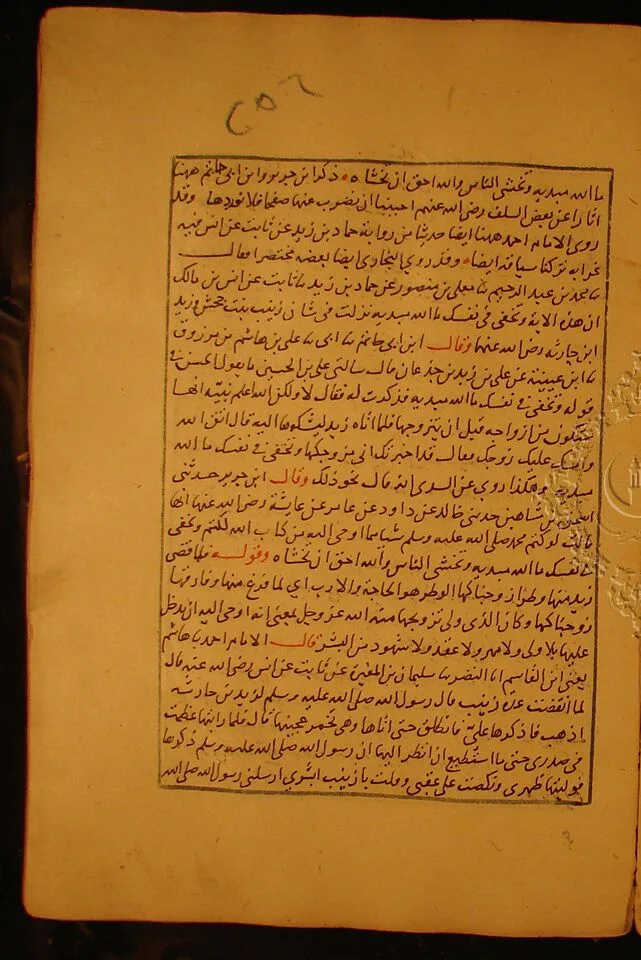 ٢٥٦
ما الله مبديه وتخشى الناس والله احق ان تخشاه ذكر ابن جرير وابن ابي حاتم ههنا
اثارا عن بعض السلف رضي الله عنهم احببنا ان نضرب عنها صفحا فلا نوردها وقد
روى الامام احمد ههنا ايضا حديثا من رواية حماد بن زيد عن ثابت عن انس فيه
غرابه تركنا سياقه ايضا وقد روى البخاري ايضا بعضه مختصرا فقال
ثنا محمد بن عبد الرحيم ثنا معلى بن منصور عن حماد بن زيد ثنا ثابت عن انس بن مالك
ان هذه الاية وتخفي في نفسك ما الله مبديه نزلت في شان زينب بنت جحش وزيد
ابن حارثه رضي الله عنهما وقال ابن ابي حاتم ثنا ابي ثنا علي بن هاشم بن مرزوق
ثنا ابن عيينة عن علي بن زيد بن جدعان قال سالني علي بن الحسين ما يقول الحسن في
قوله وتخفي في نفسك ما الله مبديه فذكرت له فقال لا ولكن الله اعلم نبيه انها
ستكون من ازواجه قبل ان يتزوجها فلما اتاه زيد ليشكوها اليه قال اتق الله
وامسك عليك زوجك فقال قد اخبرتك اني مزوجكها وتخفي في نفسك ما الله
مبديه وهكذا روي عن السدي انه قال نحو ذلك وقال ابن جرير حدثني
اسحق بن شاهين حدثني خالد عن داود عن عامر عن عايشة رضي الله عنها انها
قالت لو كتم محمد صلى الله عليه وسلم شيا مما اوحي اليه من كتاب الله لكتم وتخفي
في نفسك ما الله مبديه وتخشى الناس والله احق ان تخشاه وقوله فلما قضى
زيد منها وطرا زوجناكها الوطر هو الحاجة والارب اي لما فرغ منها وفارقها
زوجناكها وكان الذي ولي تزويجها منه الله عز وجل بمعنى انه اوحى اليه ان يدخل
عليها بلا ولي ولا مهر ولا عقد ولا شهود من البشر قال الامام احمد ثنا هاشم
يعني ابن القاسم انا النضر ثنا سليمان بن المغيرة عن ثابت عن انس رضي الله عنه قال
لما انقضت عدة زينب قال رسول الله صلى الله عليه وسلم لزيد بن حارثه
اذهب فاذكرها علي فانطلق حتى اتاها وهي تخمر عجينها قال فلما رايتها عظمت
في صدري حتى ما استطيع ان انظر اليها ان رسول الله صلى الله عليه وسلم ذكرها
فوليتها ظهري ونكصت على عقبي وقلت يا زينب ابشري ارسلني رسول الله صلى الله